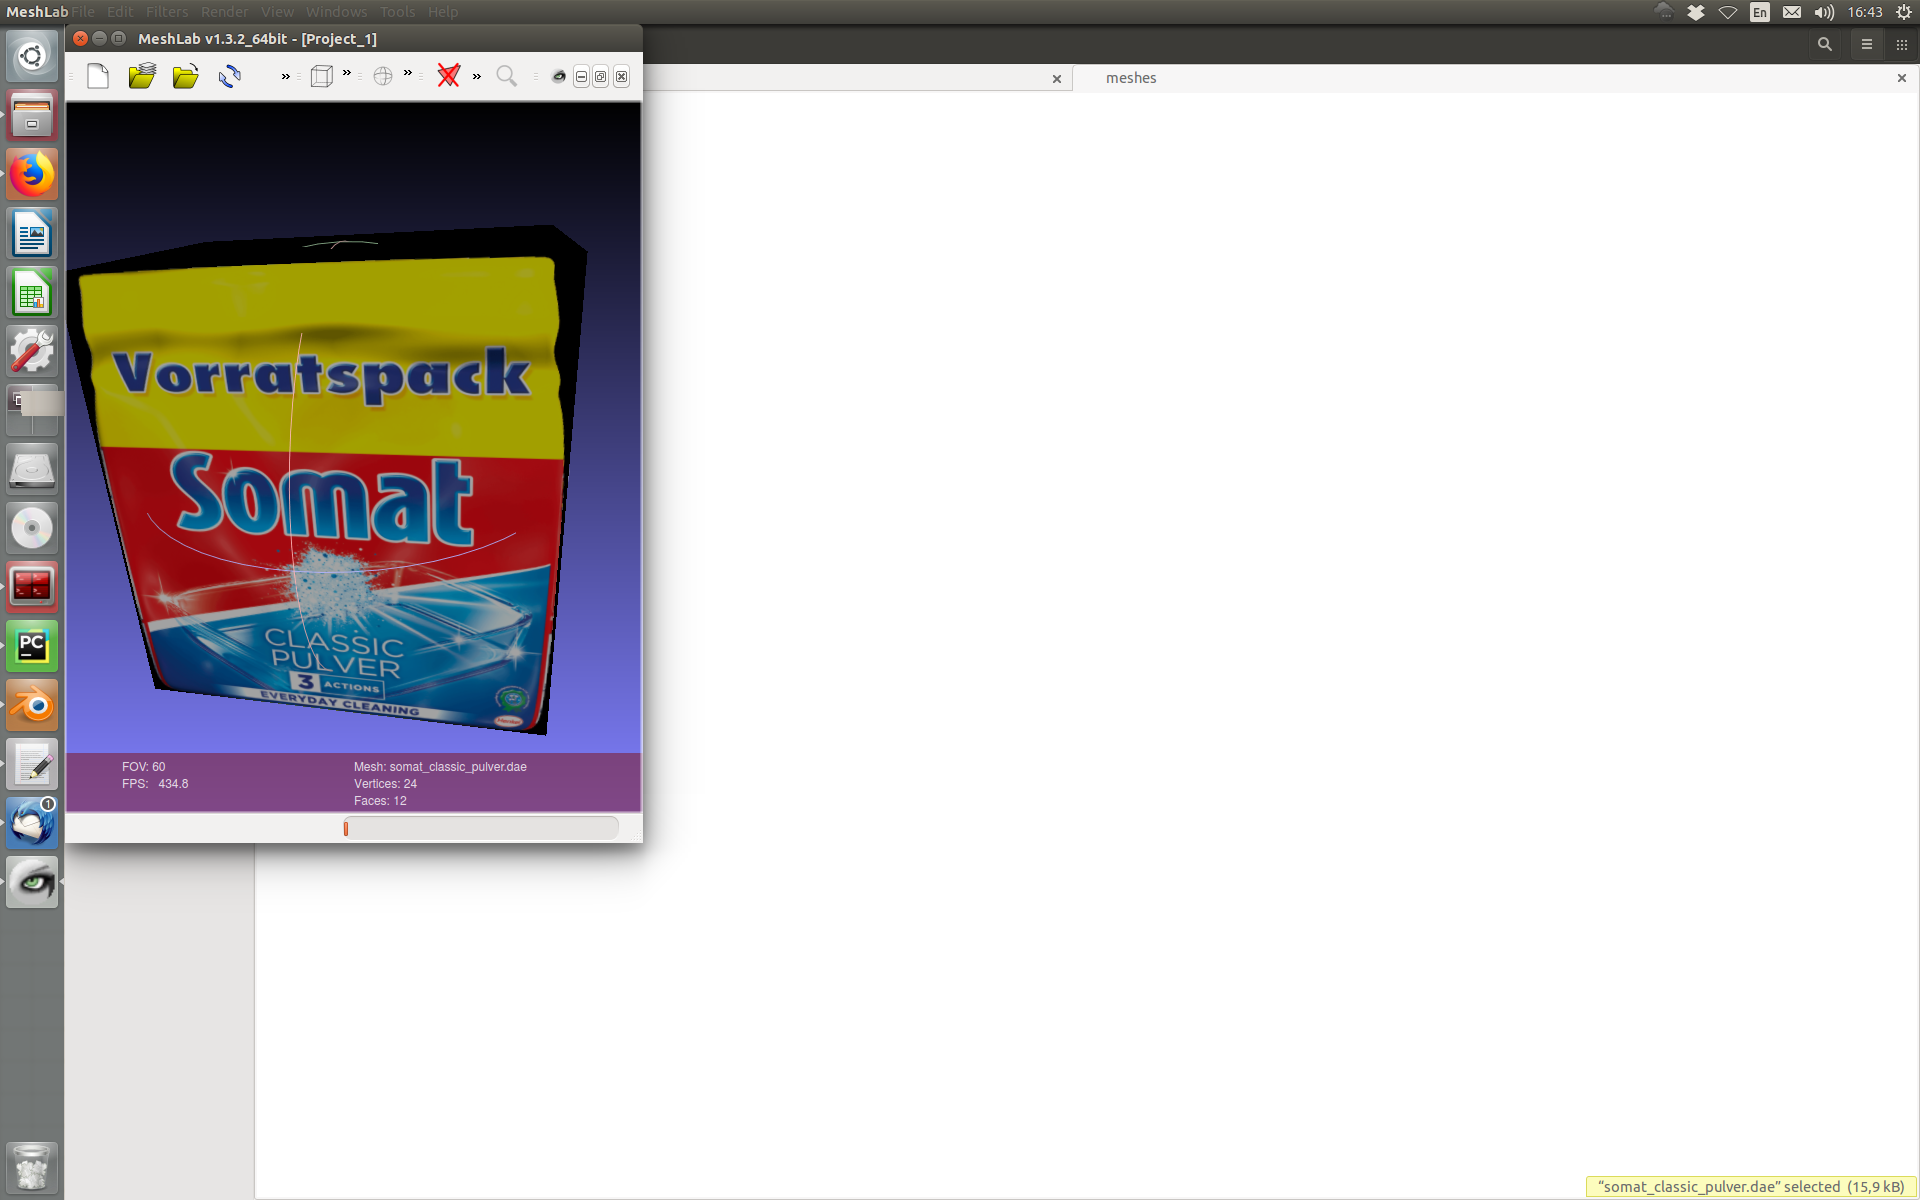 MeshLab File Edit Filters Render View Windows Tools Help
En
16:43
MeshLab v1.3.2_64bit - [Project_1]
» » » »
meshes
Vorratspack
Somat
CLASSIC
PULVER
3 ACTIONS
EVERYDAY CLEANING
Henkel
FOV: 60
FPS: 434.8
Mesh: somat_classic_pulver.dae
Vertices: 24
Faces: 12
PC
1
“somat_classic_pulver.dae” selected (15,9 kB)